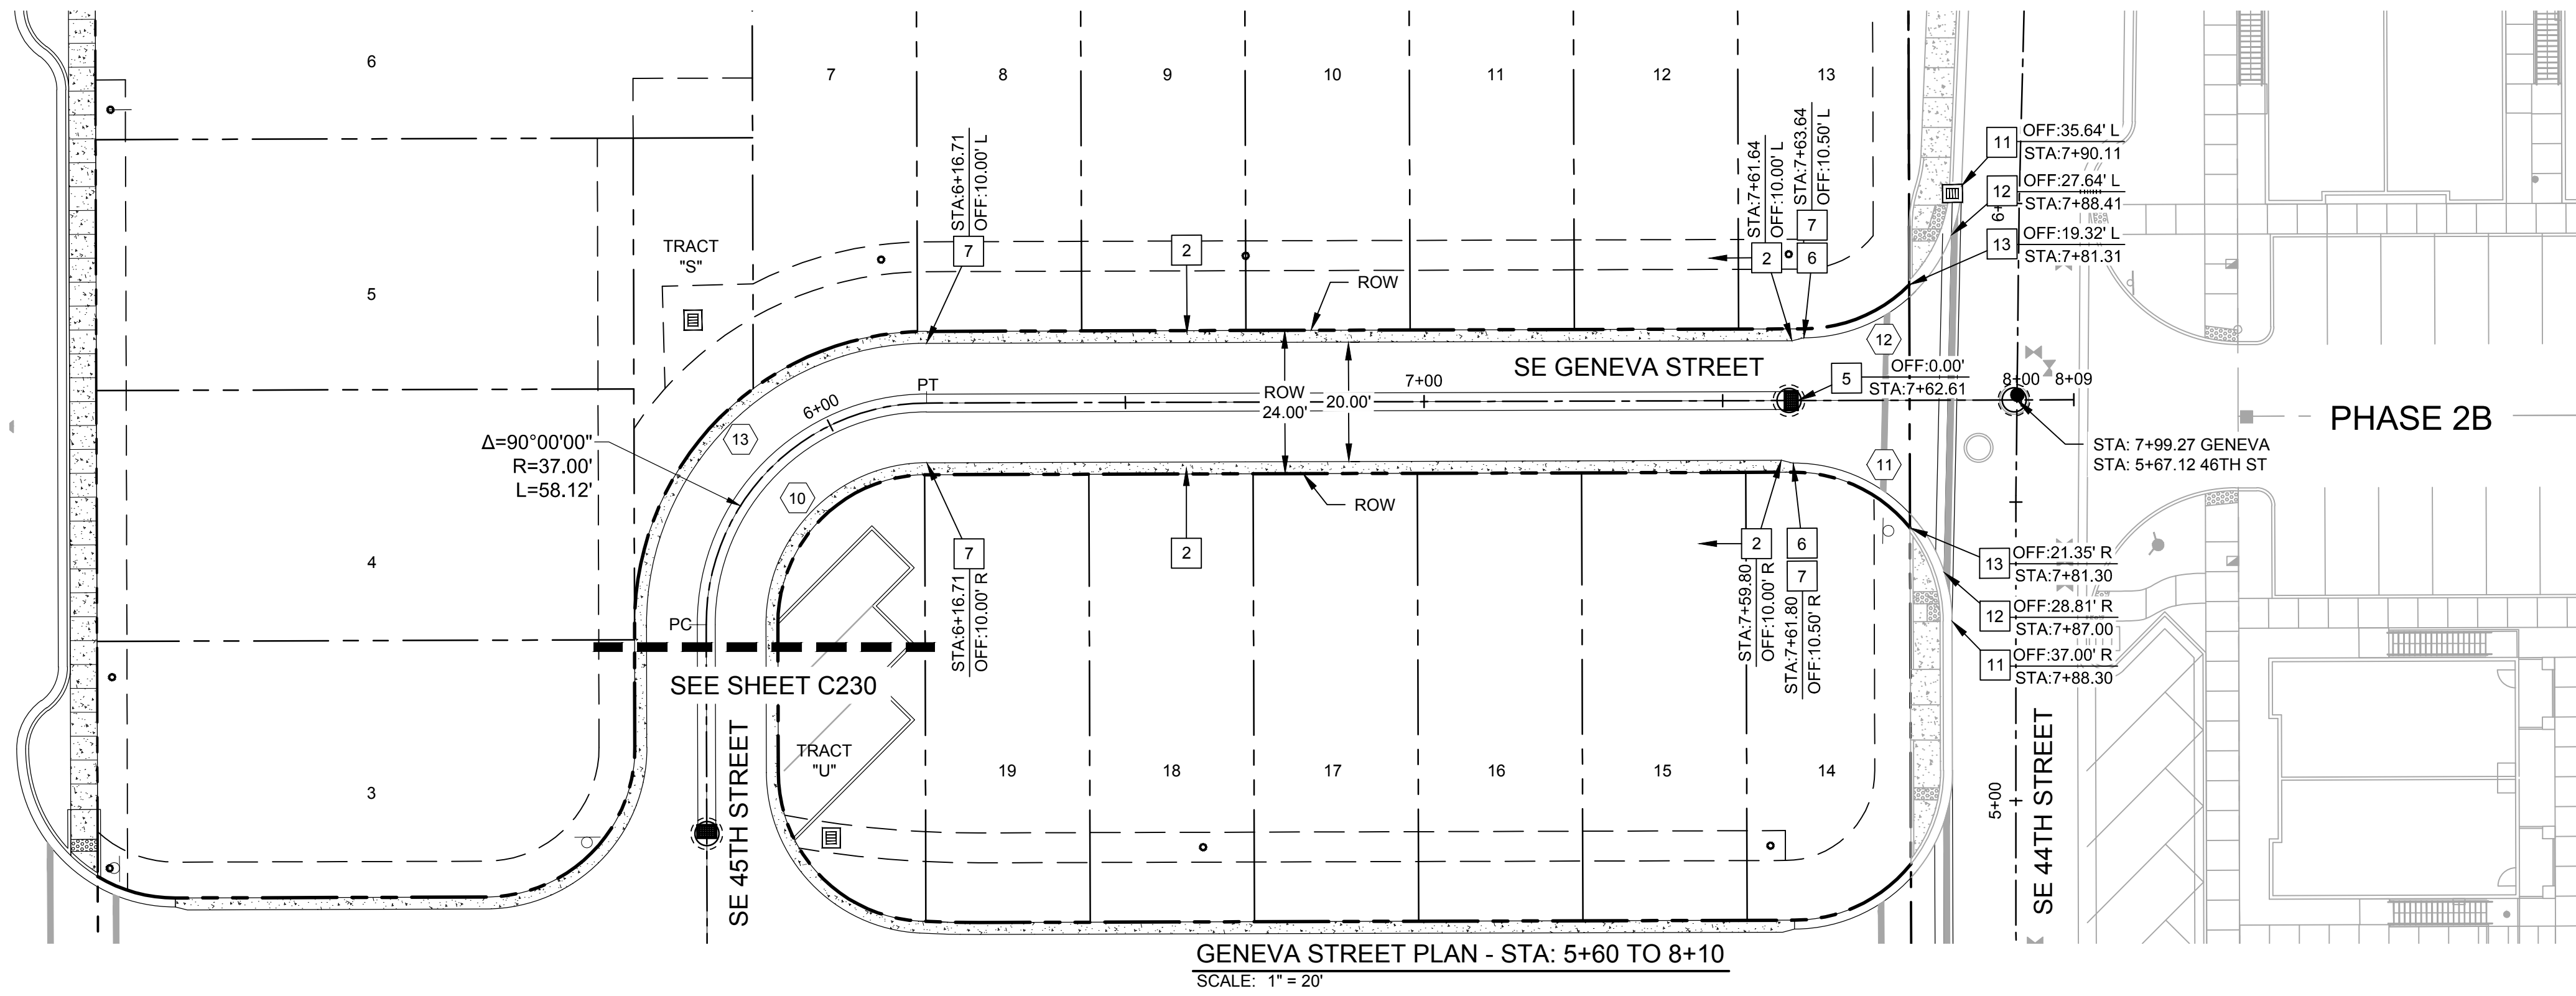 6
7
8
9
10
11
12
13
5
4
3
TRACT
"S"
STA:6+16.71
OFF:10.00' L
7
2
STA:7+61.64
OFF:10.00' L
2
STA:7+63.64
OFF:10.50' L
7
6
ROW
11
OFF:35.64' L
STA:7+90.11
12
OFF:27.64' L
STA:7+88.41
13
OFF:19.32' L
STA:7+81.31
12
SE GENEVA STREET
5
OFF:0.00'
STA:7+62.61
8+00
8+09
PHASE 2B
STA: 7+99.27 GENEVA
STA: 5+67.12 46TH ST
PT
6+00
7+00
ROW
24.00'
20.00'
13
Δ=90°00'00"
R=37.00'
L=58.12'
10
11
ROW
PC
7
STA:6+16.71
OFF:10.00' R
2
2
STA:7+59.80
OFF:10.00' R
6
7
STA:7+61.80
OFF:10.50' R
13
OFF:21.35' R
STA:7+81.30
12
OFF:28.81' R
STA:7+87.00
11
OFF:37.00' R
STA:7+88.30
SEE SHEET C230
SE 45TH STREET
TRACT
"U"
19
18
17
16
15
14
5+00
SE 44TH STREET
GENEVA STREET PLAN - STA: 5+60 TO 8+10
SCALE: 1" = 20'